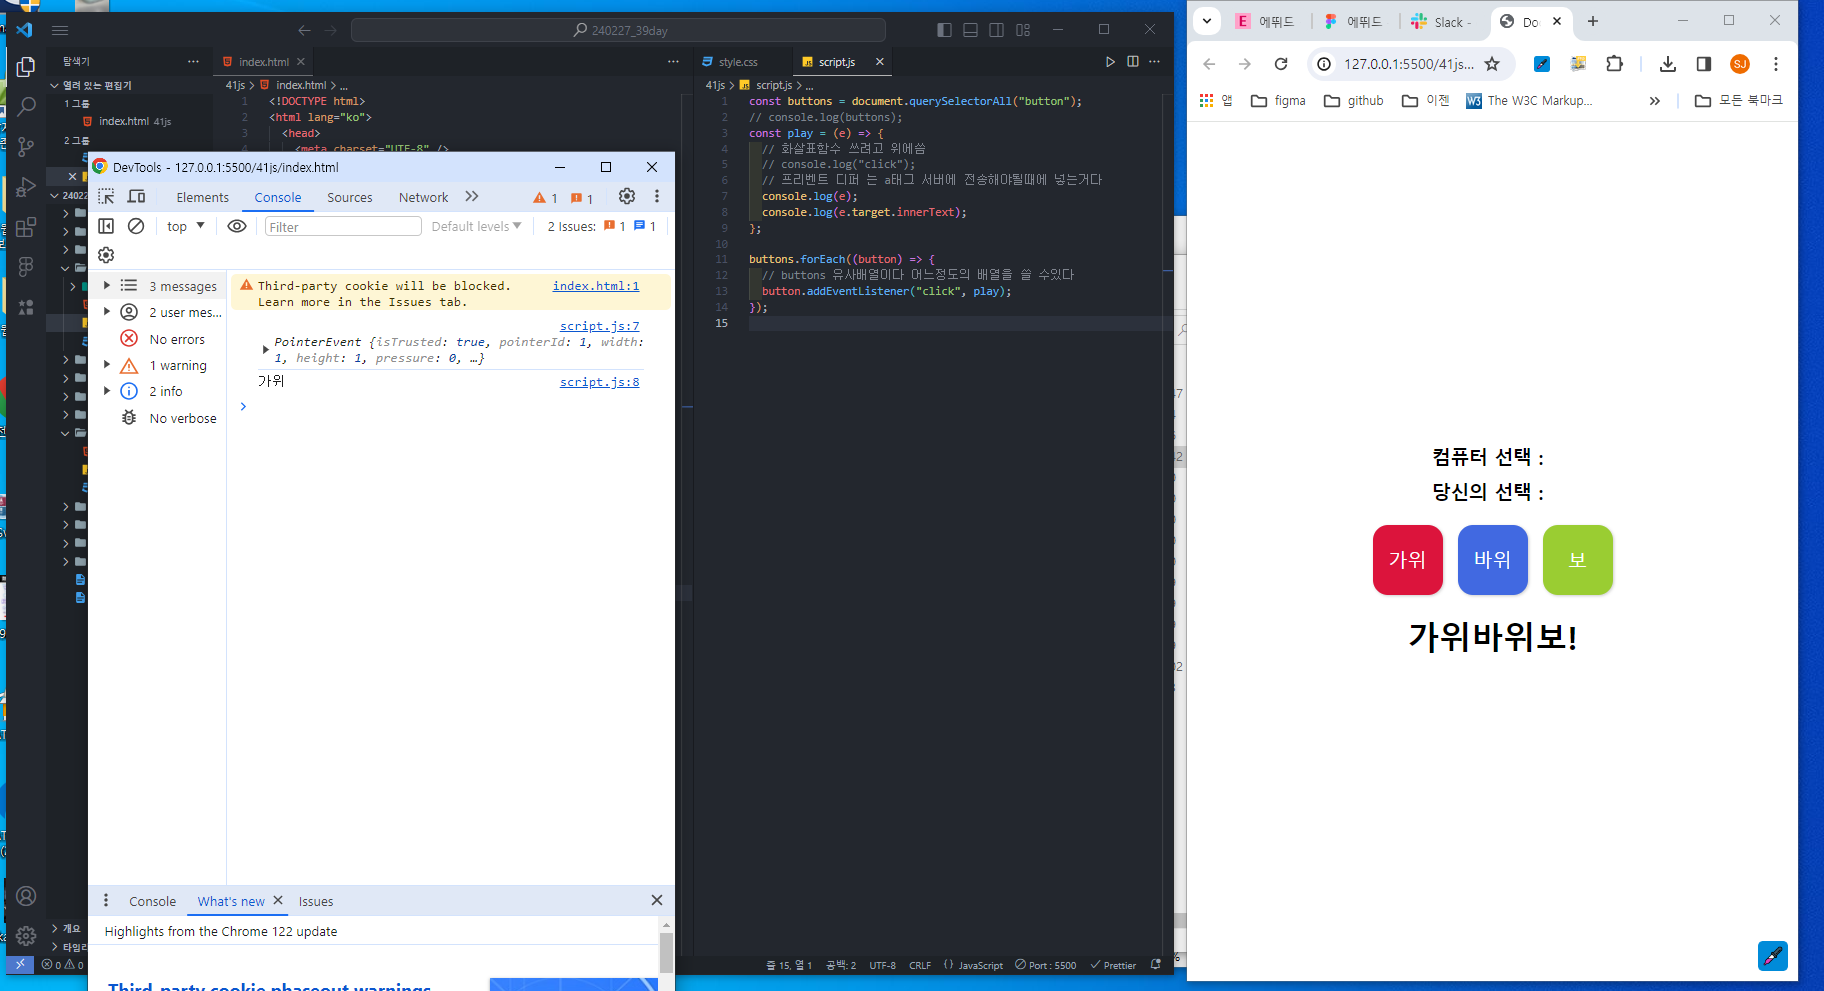 240227_39day
탐색기
열려 있는 편집기
1 그룹
index.html 41js
2 그룹
index.html
41js > index.html > ...
1 <!DOCTYPE html>
2 <html lang="ko">
3 <head>
4 <meta charset="UTF-8" />
style.css
script.js
41js > script.js > ...
1 const buttons = document.querySelectorAll("button");
2 // console.log(buttons);
3 const play = (e) => {
4 // 화살표함수 쓰려고 위에씀
5 // console.log("click");
6 // 프리벤트 디퍼 는 a태그 서버에 전송해야될때에 넣는거다
7 console.log(e);
8 console.log(e.target.innerText);
9 };
10
11 buttons.forEach((button) => {
12 // buttons 유사배열이다 어느정도의 배열을 쓸 수있다
13 button.addEventListener("click", play);
14 });
15
DevTools - 127.0.0.1:5500/41js/index.html
Elements
Console
Sources
Network
1
1
top
Filter
Default levels
2 Issues: 1 1
3 messages
2 user mes...
No errors
1 warning
2 info
No verbose
Third-party cookie will be blocked. index.html:1
Learn more in the Issues tab.
script.js:7
PointerEvent {isTrusted: true, pointerId: 1, width:
1, height: 1, pressure: 0, …}
가위 script.js:8
Console
What's new
Issues
Highlights from the Chrome 122 update
Third-party cookie phaseout warnings
개요
0 0
줄 15, 열 1
공백: 2
UTF-8
CRLF
JavaScript
Port : 5500
Prettier
에뛰드
에뛰드
Slack -
Do
127.0.0.1:5500/41js...
SJ
앱
figma
github
이젠
The W3C Markup...
모든 북마크
컴퓨터 선택 :
당신의 선택 :
가위
바위
보
가위바위보!